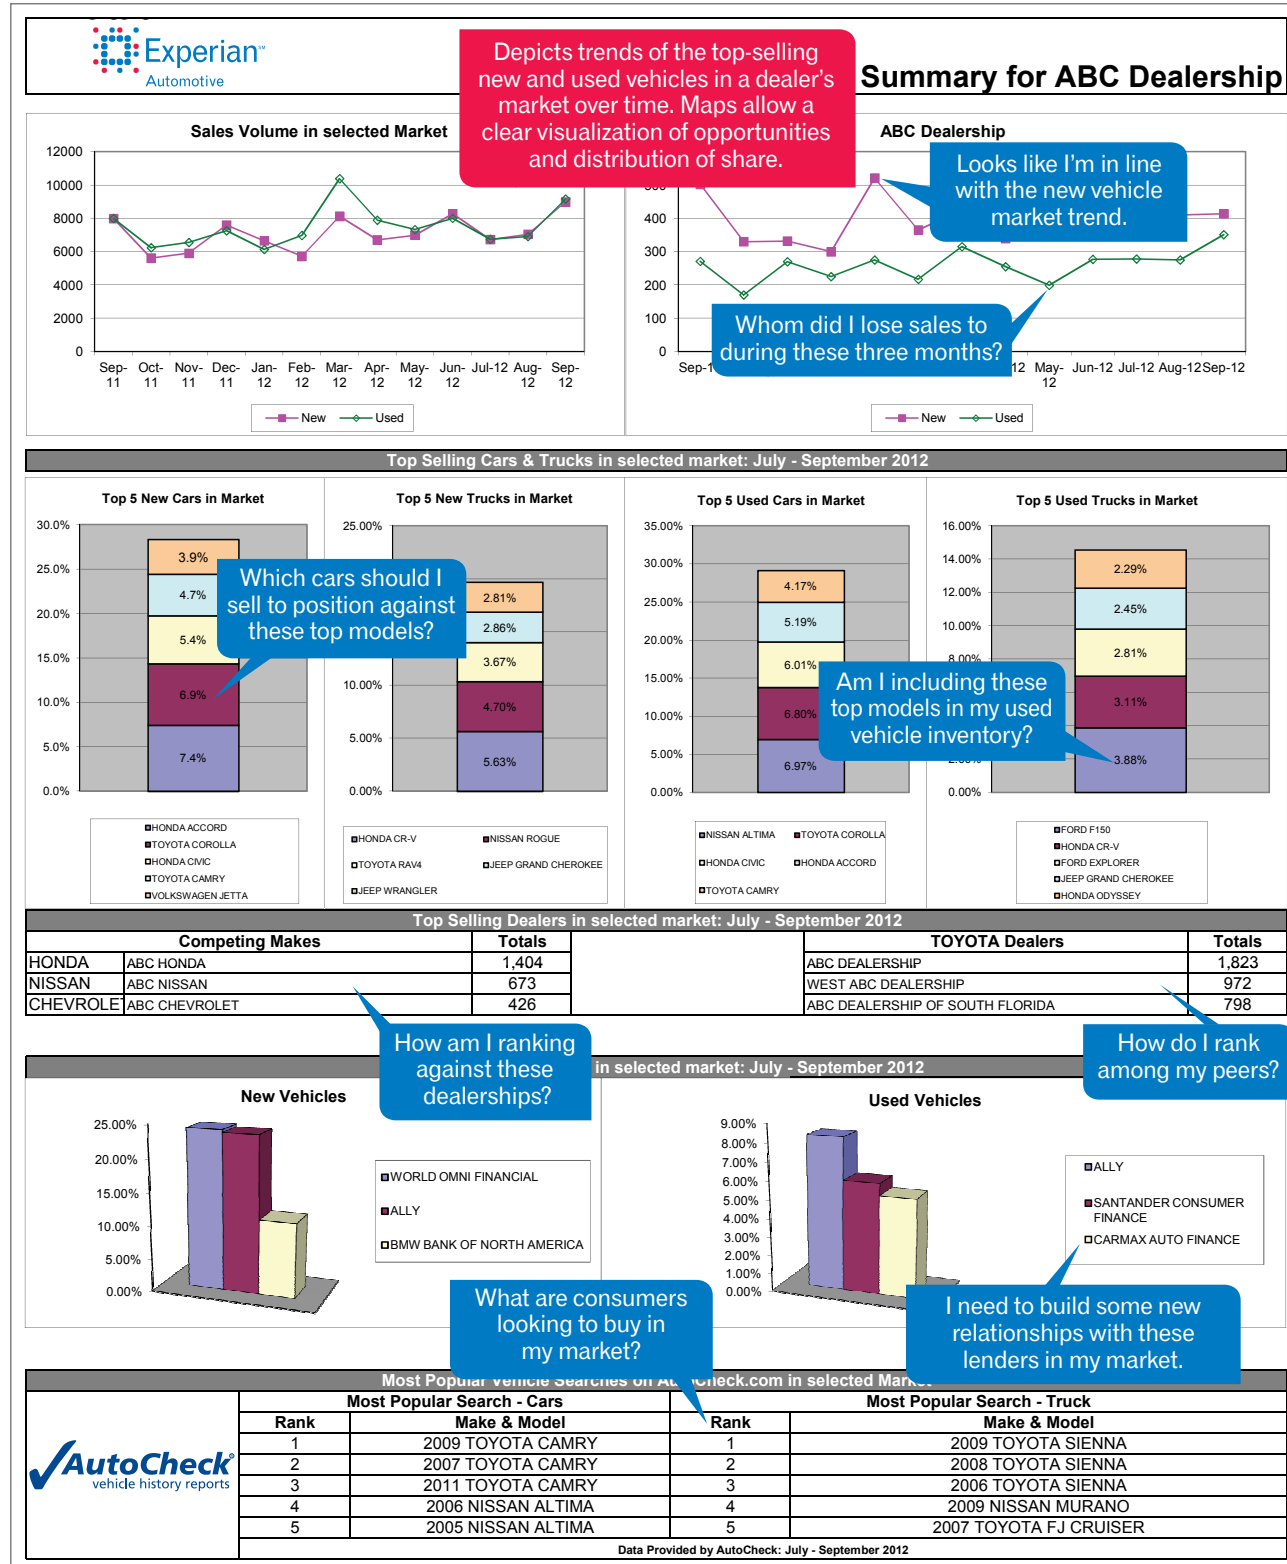 Experian℠
Automotive
Depicts trends of the top-selling
new and used vehicles in a dealer's
market over time. Maps allow a
clear visualization of opportunities
and distribution of share.
Summary for ABC Dealership
Sales Volume in selected Market
12000
10000
8000
6000
4000
2000
0
Sep-11 Oct-11 Nov-11 Dec-11 Jan-12 Feb-12 Mar-12 Apr-12 May-12 Jun-12 Jul-12 Aug-12 Sep-12
New Used
ABC Dealership
Looks like I'm in line
with the new vehicle
market trend.
400
300
200
100
0
Whom did I lose sales to
during these three months?
May-12 Jun-12 Jul-12 Aug-12 Sep-12
New Used
Top Selling Cars & Trucks in selected market: July - September 2012
Top 5 New Cars in Market
30.0%
25.0%
20.0%
15.0%
10.0%
5.0%
0.0%
3.9%
4.7%
5.4%
6.9%
7.4%
Which cars should I
sell to position against
these top models?
HONDA ACCORD
TOYOTA COROLLA
HONDA CIVIC
TOYOTA CAMRY
VOLKSWAGEN JETTA
Top 5 New Trucks in Market
25.00%
10.00%
5.00%
0.00%
2.81%
2.86%
3.67%
4.70%
5.63%
HONDA CR-V NISSAN ROGUE
TOYOTA RAV4 JEEP GRAND CHEROKEE
JEEP WRANGLER
Top 5 Used Cars in Market
35.00%
30.00%
25.00%
20.00%
15.00%
10.00%
5.00%
0.00%
4.17%
5.19%
6.01%
6.80%
6.97%
NISSAN ALTIMA TOYOTA COROLLA
HONDA CIVIC HONDA ACCORD
TOYOTA CAMRY
Top 5 Used Trucks in Market
16.00%
14.00%
12.00%
10.00%
8.00%
0.00%
2.29%
2.45%
2.81%
3.11%
3.88%
Am I including these
top models in my used
vehicle inventory?
FORD F150
HONDA CR-V
FORD EXPLORER
JEEP GRAND CHEROKEE
HONDA ODYSSEY
Top Selling Dealers in selected market: July - September 2012
Competing Makes Totals
HONDA ABC HONDA 1,404
NISSAN ABC NISSAN 673
CHEVROLET ABC CHEVROLET 426
TOYOTA Dealers Totals
ABC DEALERSHIP 1,823
WEST ABC DEALERSHIP 972
ABC DEALERSHIP OF SOUTH FLORIDA 798
How am I ranking
against these
dealerships?
How do I rank
among my peers?
in selected market: July - September 2012
New Vehicles
25.00%
20.00%
15.00%
10.00%
5.00%
0.00%
WORLD OMNI FINANCIAL
ALLY
BMW BANK OF NORTH AMERICA
Used Vehicles
9.00%
8.00%
7.00%
6.00%
5.00%
4.00%
3.00%
2.00%
1.00%
0.00%
ALLY
SANTANDER CONSUMER
FINANCE
CARMAX AUTO FINANCE
What are consumers
looking to buy in
my market?
I need to build some new
relationships with these
lenders in my market.
Most Popular Vehicle Searches on AutoCheck.com in selected Market
AutoCheck®
vehicle history reports
Most Popular Search - Cars Most Popular Search - Truck
Rank Make & Model Rank Make & Model
1 2009 TOYOTA CAMRY 1 2009 TOYOTA SIENNA
2 2007 TOYOTA CAMRY 2 2008 TOYOTA SIENNA
3 2011 TOYOTA CAMRY 3 2006 TOYOTA SIENNA
4 2006 NISSAN ALTIMA 4 2009 NISSAN MURANO
5 2005 NISSAN ALTIMA 5 2007 TOYOTA FJ CRUISER
Data Provided by AutoCheck: July - September 2012